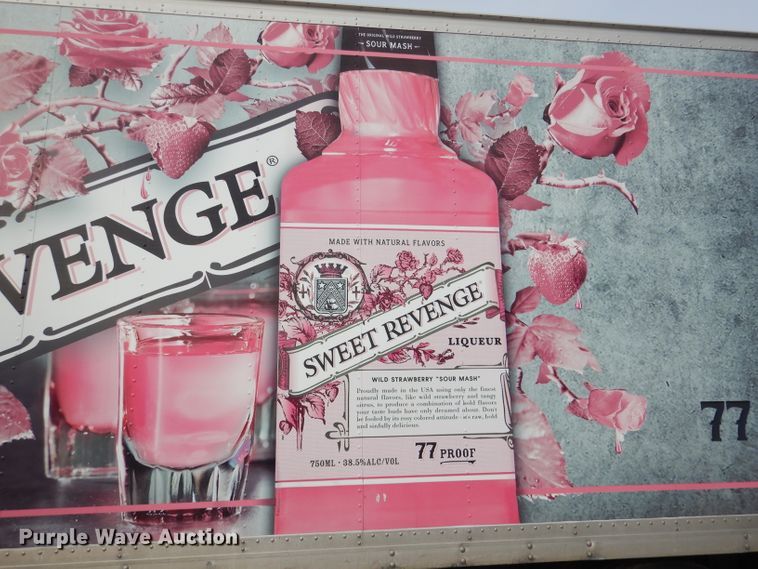 THE ORIGINAL WILD STRAWBERRY
SOUR MASH
VENGE®
MADE WITH NATURAL FLAVORS
SWEET REVENGE®
LIQUEUR
WILD STRAWBERRY "SOUR MASH"
Proudly made in the USA using only the finest
natural flavors, like wild strawberry and tangy
citrus, to produce a combination of bold flavors
your taste buds have only dreamed about. Don't
be fooled by its rosy colored attitude - it's raw, bold
and sinfully delicious.
77 PROOF
750ML · 38.5%ALC/VOL
77
Purple Wave Auction